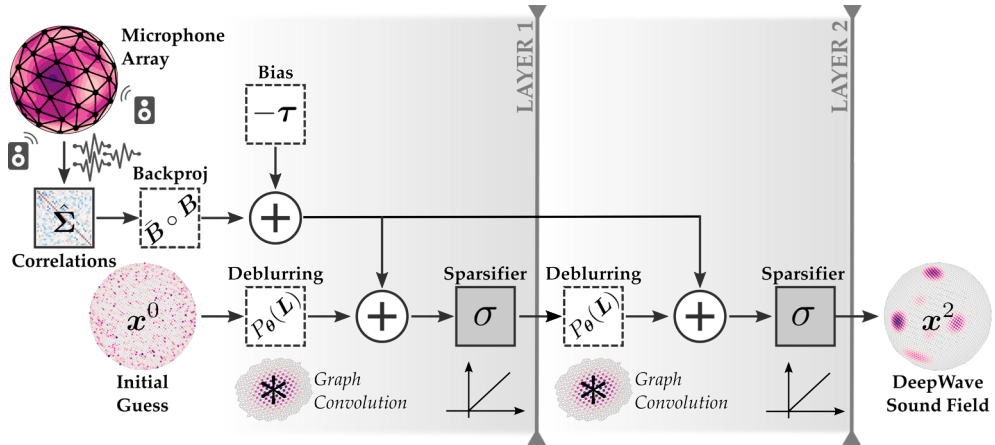 Microphone
Array
Bias
−τ
LAYER 1
LAYER 2
Backproj
Σ̂
B̄ ∘ B
+
Correlations
Deblurring
Sparsifier
Deblurring
Sparsifier
x⁰
Pθ(L)
+
σ
Pθ(L)
+
σ
x²
Initial
Guess
*
Graph
Convolution
*
Graph
Convolution
DeepWave
Sound Field